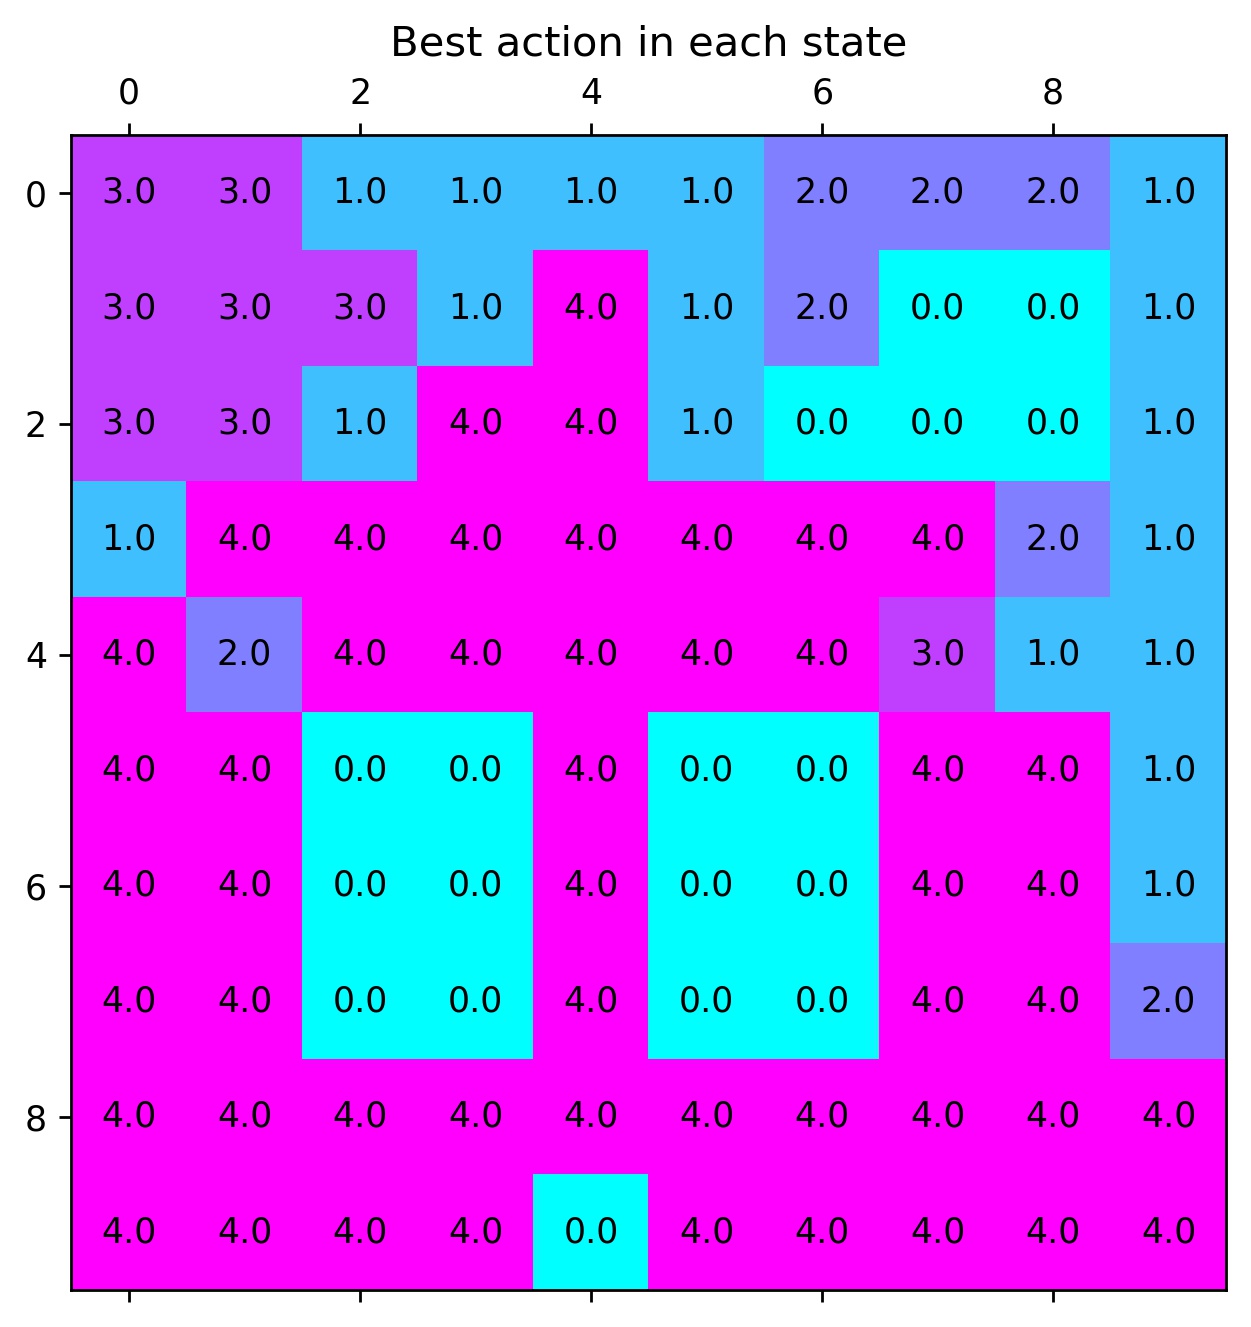 Best action in each state
0 2 4 6 8
0 3.0 3.0 1.0 1.0 1.0 1.0 2.0 2.0 2.0 1.0
3.0 3.0 3.0 1.0 4.0 1.0 2.0 0.0 0.0 1.0
2 3.0 3.0 1.0 4.0 4.0 1.0 0.0 0.0 0.0 1.0
1.0 4.0 4.0 4.0 4.0 4.0 4.0 4.0 2.0 1.0
4 4.0 2.0 4.0 4.0 4.0 4.0 4.0 3.0 1.0 1.0
4.0 4.0 0.0 0.0 4.0 0.0 0.0 4.0 4.0 1.0
6 4.0 4.0 0.0 0.0 4.0 0.0 0.0 4.0 4.0 1.0
4.0 4.0 0.0 0.0 4.0 0.0 0.0 4.0 4.0 2.0
8 4.0 4.0 4.0 4.0 4.0 4.0 4.0 4.0 4.0 4.0
4.0 4.0 4.0 4.0 0.0 4.0 4.0 4.0 4.0 4.0